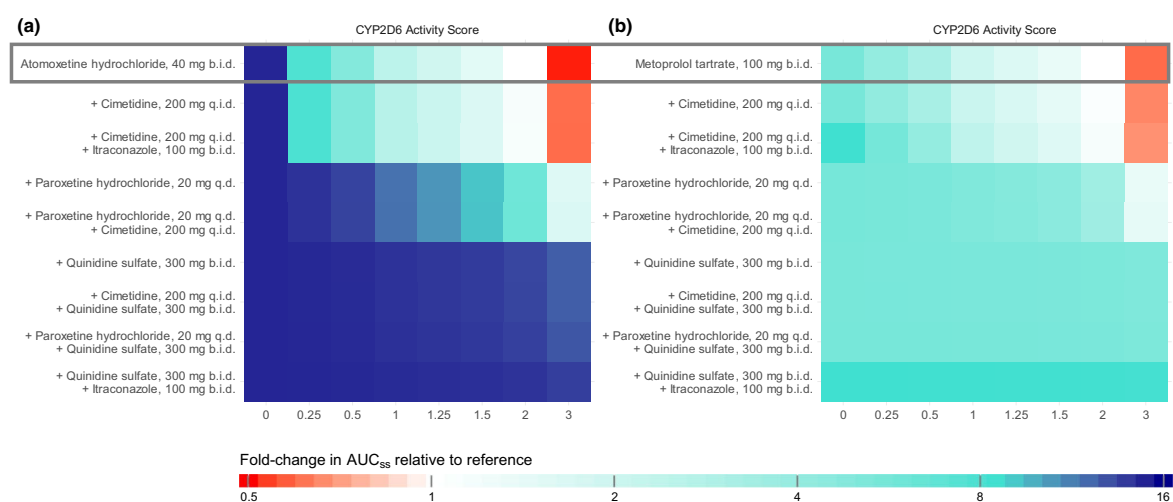 (a)
CYP2D6 Activity Score
Atomoxetine hydrochloride, 40 mg b.i.d.
+ Cimetidine, 200 mg q.i.d.
+ Cimetidine, 200 mg q.i.d.
+ Itraconazole, 100 mg b.i.d.
+ Paroxetine hydrochloride, 20 mg q.d.
+ Paroxetine hydrochloride, 20 mg q.d.
+ Cimetidine, 200 mg q.i.d.
+ Quinidine sulfate, 300 mg b.i.d.
+ Cimetidine, 200 mg q.i.d.
+ Quinidine sulfate, 300 mg b.i.d.
+ Paroxetine hydrochloride, 20 mg q.d.
+ Quinidine sulfate, 300 mg b.i.d.
+ Quinidine sulfate, 300 mg b.i.d.
+ Itraconazole, 100 mg b.i.d.
0 0.25 0.5 1 1.25 1.5 2 3
(b)
CYP2D6 Activity Score
Metoprolol tartrate, 100 mg b.i.d.
+ Cimetidine, 200 mg q.i.d.
+ Cimetidine, 200 mg q.i.d.
+ Itraconazole, 100 mg b.i.d.
+ Paroxetine hydrochloride, 20 mg q.d.
+ Paroxetine hydrochloride, 20 mg q.d.
+ Cimetidine, 200 mg q.i.d.
+ Quinidine sulfate, 300 mg b.i.d.
+ Cimetidine, 200 mg q.i.d.
+ Quinidine sulfate, 300 mg b.i.d.
+ Paroxetine hydrochloride, 20 mg q.d.
+ Quinidine sulfate, 300 mg b.i.d.
+ Quinidine sulfate, 300 mg b.i.d.
+ Itraconazole, 100 mg b.i.d.
0 0.25 0.5 1 1.25 1.5 2 3
Fold-change in AUCss relative to reference
0.5 1 2 4 8